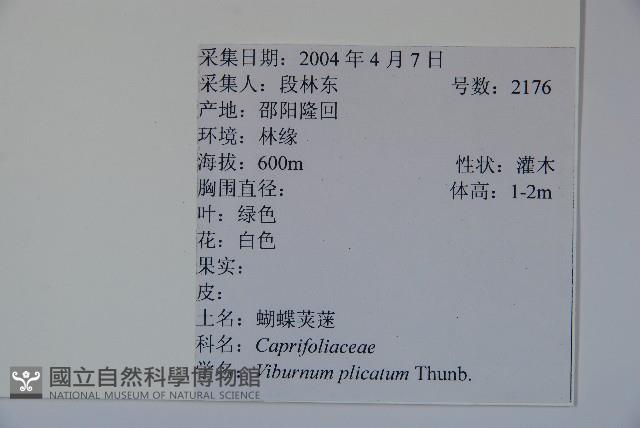 采集日期：2004 年 4 月 7 日
采集人：段林东 号数：2176
产地：邵阳隆回
环境：林缘
海拔：600m 性状：灌木
胸围直径： 体高：1-2m
叶：绿色
花：白色
果实：
皮：
土名：蝴蝶荚蒾
科名：Caprifoliaceae
学名：Viburnum plicatum Thunb.
國立自然科學博物館
NATIONAL MUSEUM OF NATURAL SCIENCE